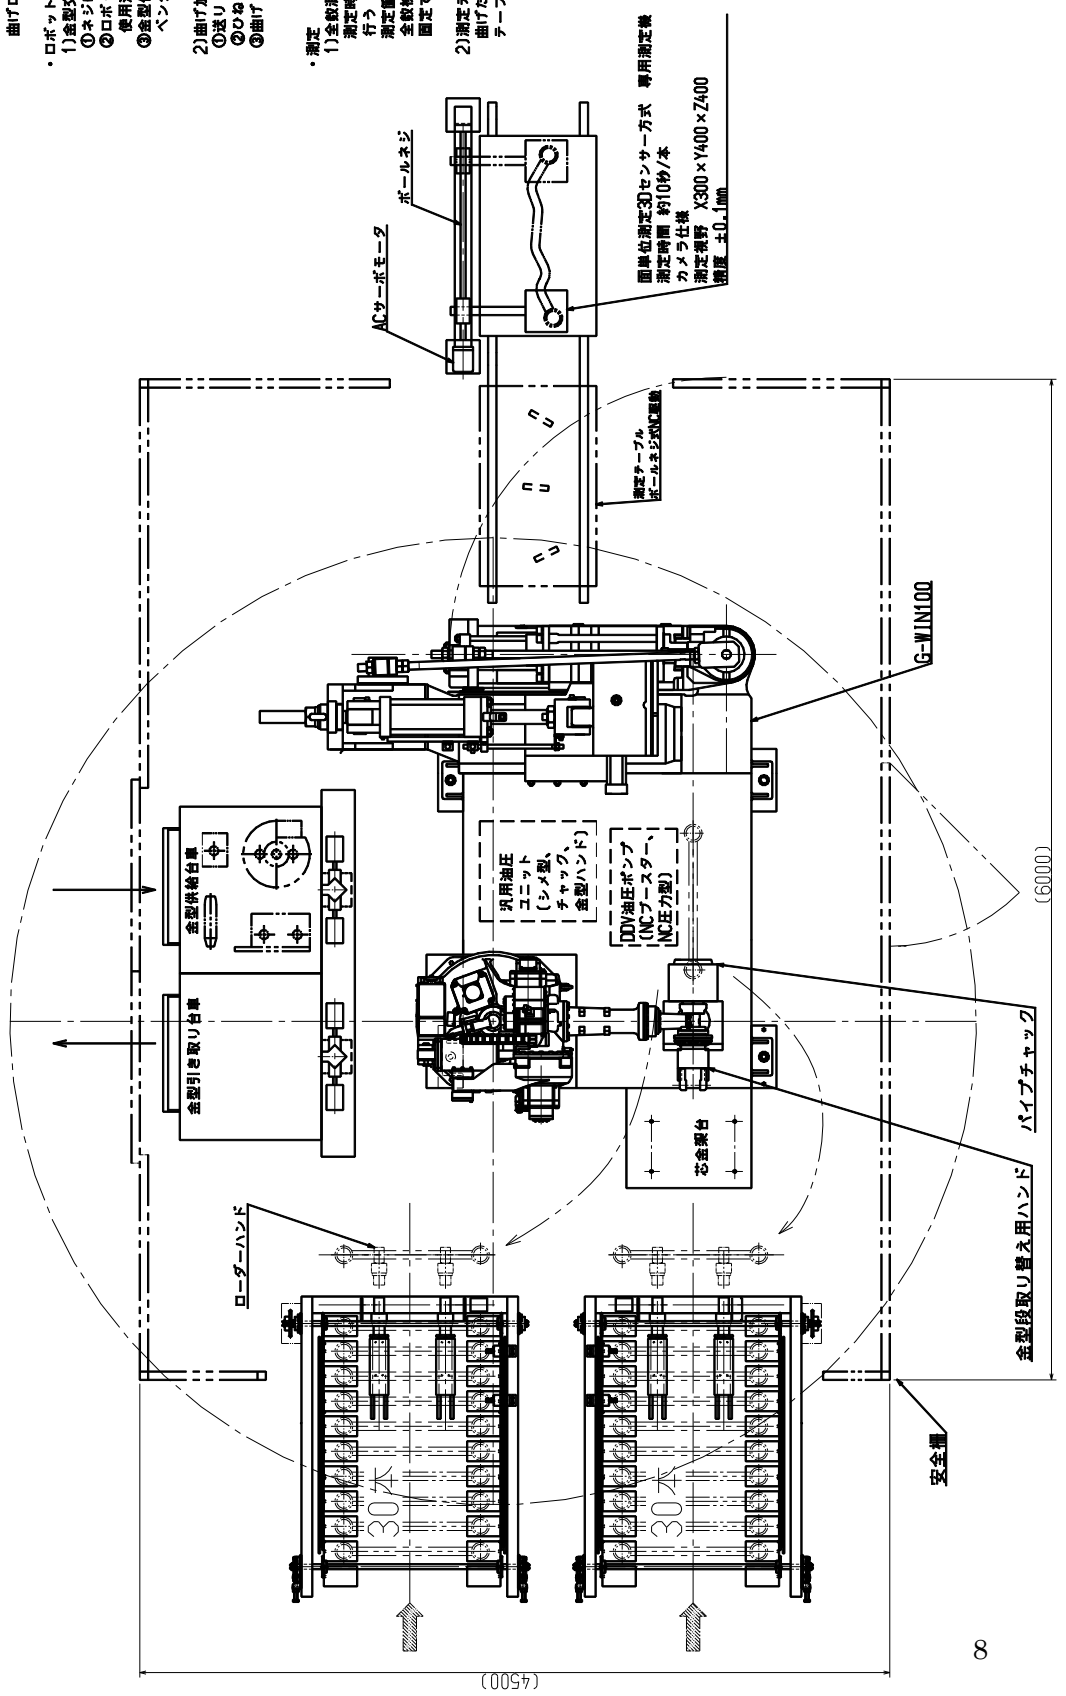 曲げロ
・ロボット
1)金型交
①ネジに
②ロボ
使用
③金型
ベン
2)曲げ加
①送り
②ひね
③曲げ
・測定
1)全数測
測定時
行う
測定箇
全数検
固定
2)測定テ
曲げた
テーブ
面単位測定3Dセンサー方式 専用測定機
測定時間 約10秒/本
カメラ仕様
測定視野 X300×Y400×Z400
精度 ±0.1mm
ボールネジ
ACサーボモータ
測定テーブル
ボールネジ式NC駆動
G-WIN100
金型供給台車
金型引き取り台車
汎用油圧
ユニット
(シメ型、
チャック、
金型ハンド)
DDV油圧ポンプ
(NCブースター、
NC圧力型)
芯金架台
パイプチャック
金型段取り替え用ハンド
ローダーハンド
安全柵
30本
30本
(6000)
(4500)
8